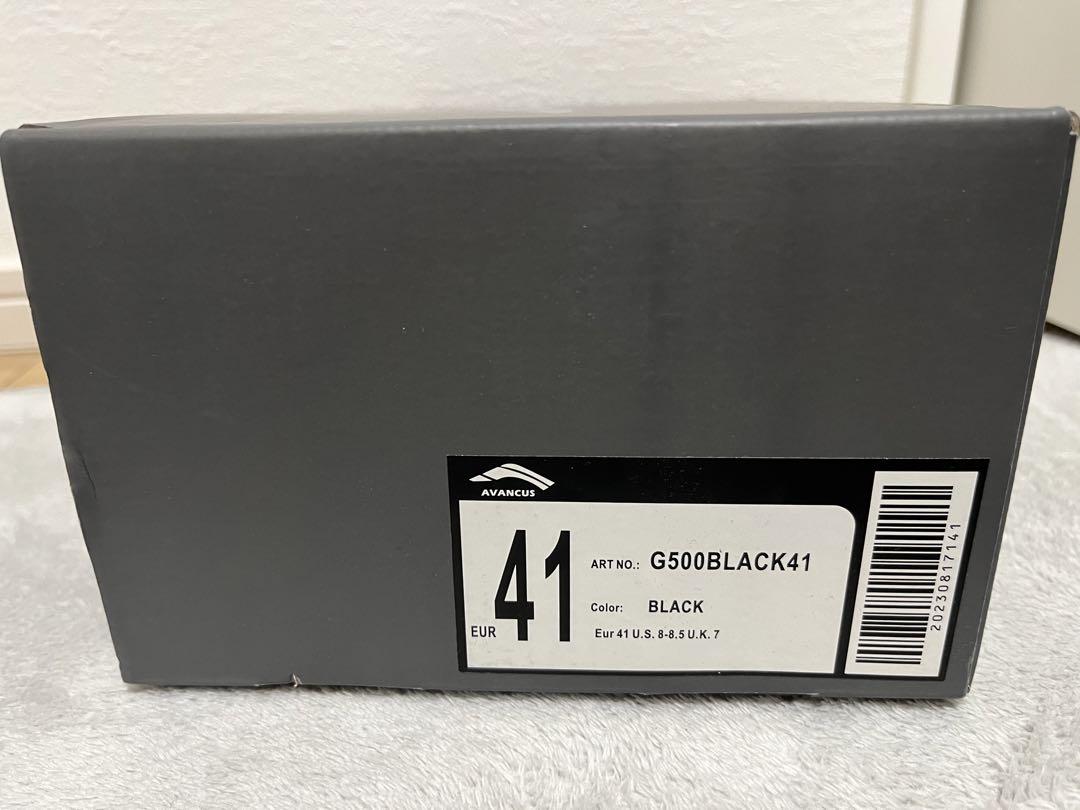 AVANCUS
EUR 41
ART NO.: G500BLACK41
Color: BLACK
Eur 41 U.S. 8-8.5 U.K. 7
20230817141